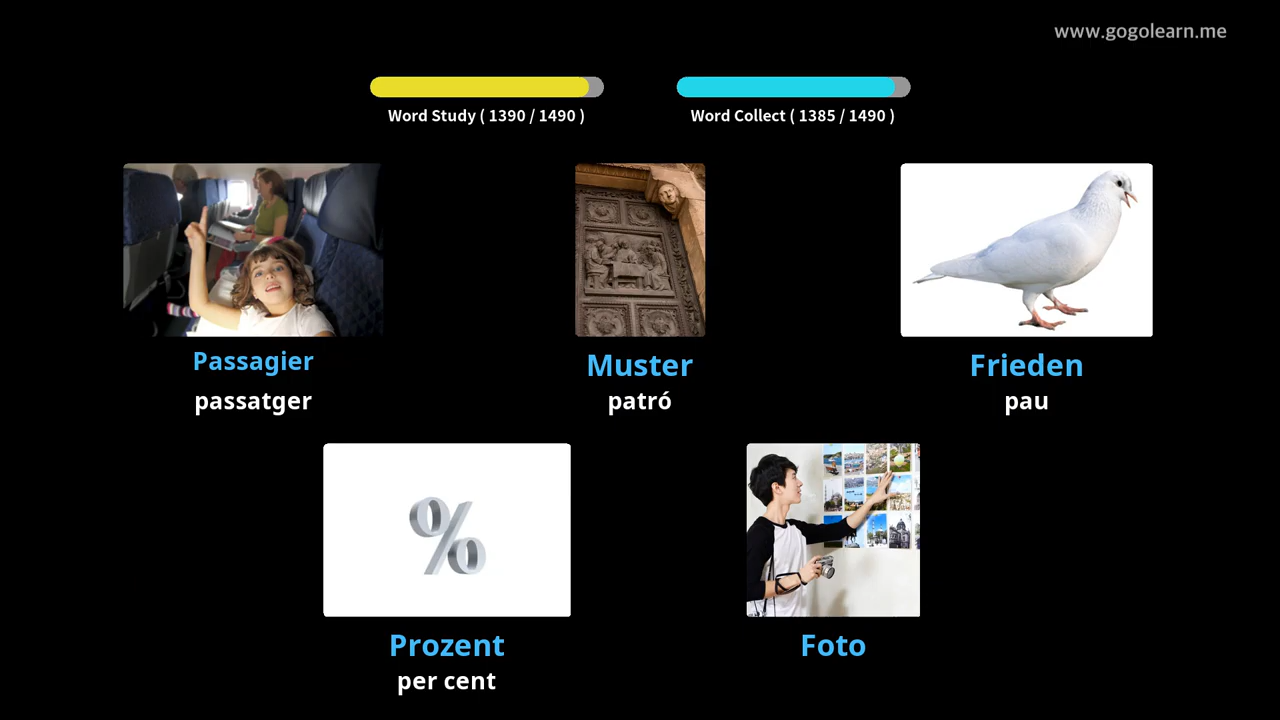 www.gogolearn.me
Word Study ( 1390 / 1490 )
Word Collect ( 1385 / 1490 )
Passagier
passatger
Muster
patró
Frieden
pau
Prozent
per cent
Foto